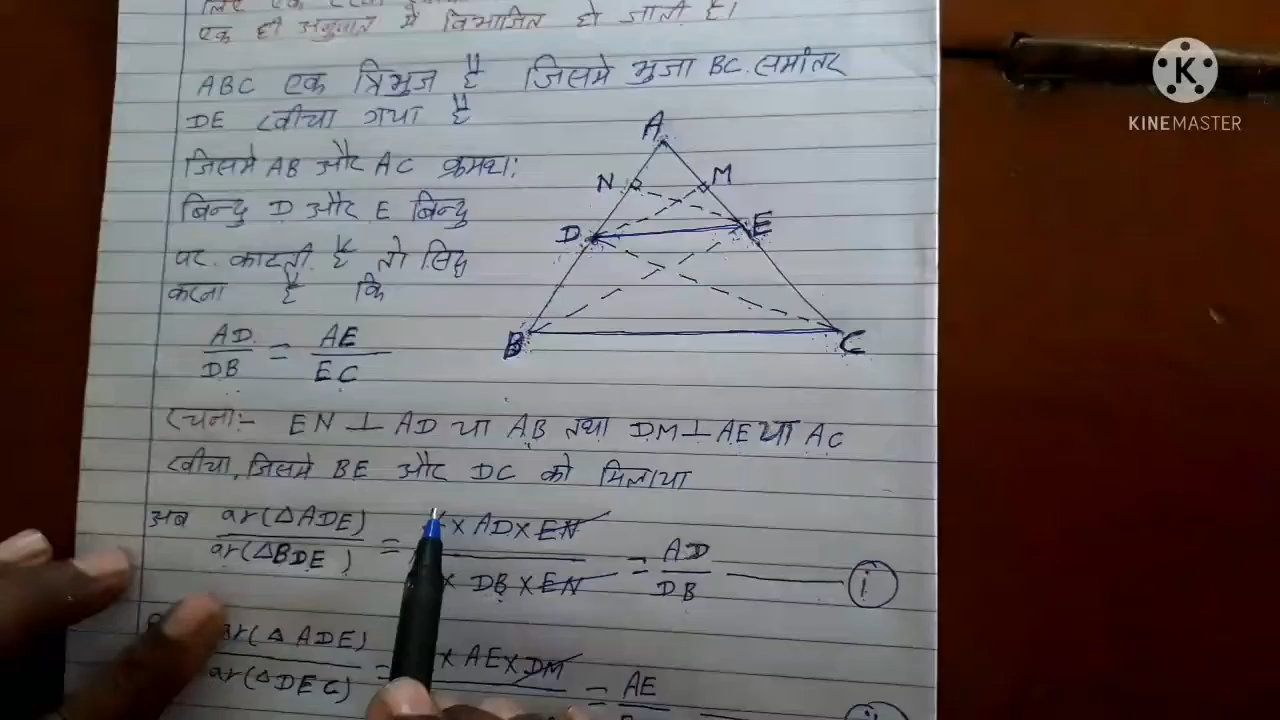 एक ही अनुपात में विभाजित हो जाती है।
ABC एक त्रिभुज है जिसमे भुजा BC समांतर
DE खींचा गया है
जिसमे AB और AC क्रमशः
बिन्दु D और E बिन्दु
पर काटती है तो सिद्ध
करना है कि
AD/DB = AE/EC
A
N M
D E
B C
रचना:- EN ⊥ AD या AB तथा DM ⊥ AE या AC
खींचा जिसमे BE और DC को मिलाया
अब ar(△ADE)/ar(△BDE) = × AD × EN / × DB × EN = AD/DB — i
ar(△ADE)/ar(△DEC) = × AE × DM = AE
K
KINEMASTER